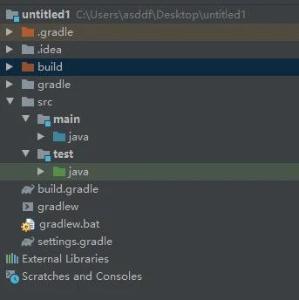 untitled1 C:\Users\asddf\Desktop\untitled1
.gradle
.idea
build
gradle
src
main
java
test
java
build.gradle
gradlew
gradlew.bat
settings.gradle
External Libraries
Scratches and Consoles